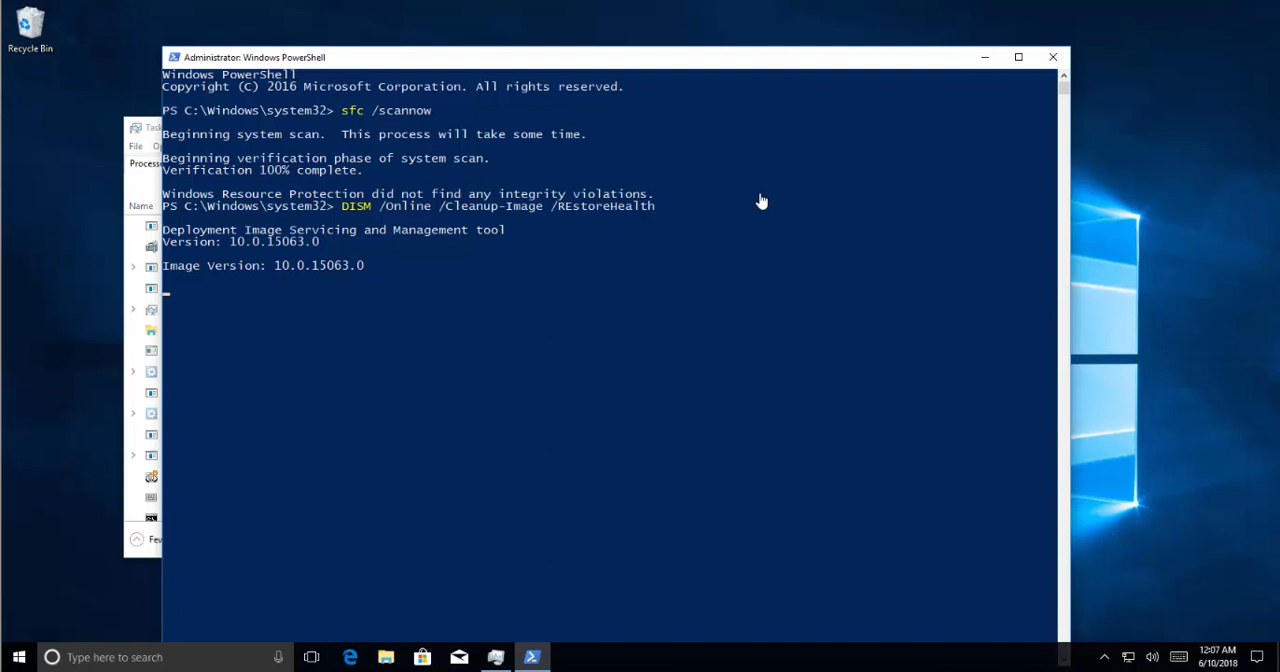 Recycle Bin
Administrator: Windows PowerShell
Windows PowerShell
Copyright (C) 2016 Microsoft Corporation. All rights reserved.
PS C:\Windows\system32> sfc /scannow
Beginning system scan.  This process will take some time.
Beginning verification phase of system scan.
Verification 100% complete.
Windows Resource Protection did not find any integrity violations.
PS C:\Windows\system32> DISM /Online /Cleanup-Image /REstoreHealth
Deployment Image Servicing and Management tool
Version: 10.0.15063.0
Image Version: 10.0.15063.0
Task
File
Processe
Name
Few
Type here to search
12:07 AM
6/10/2018